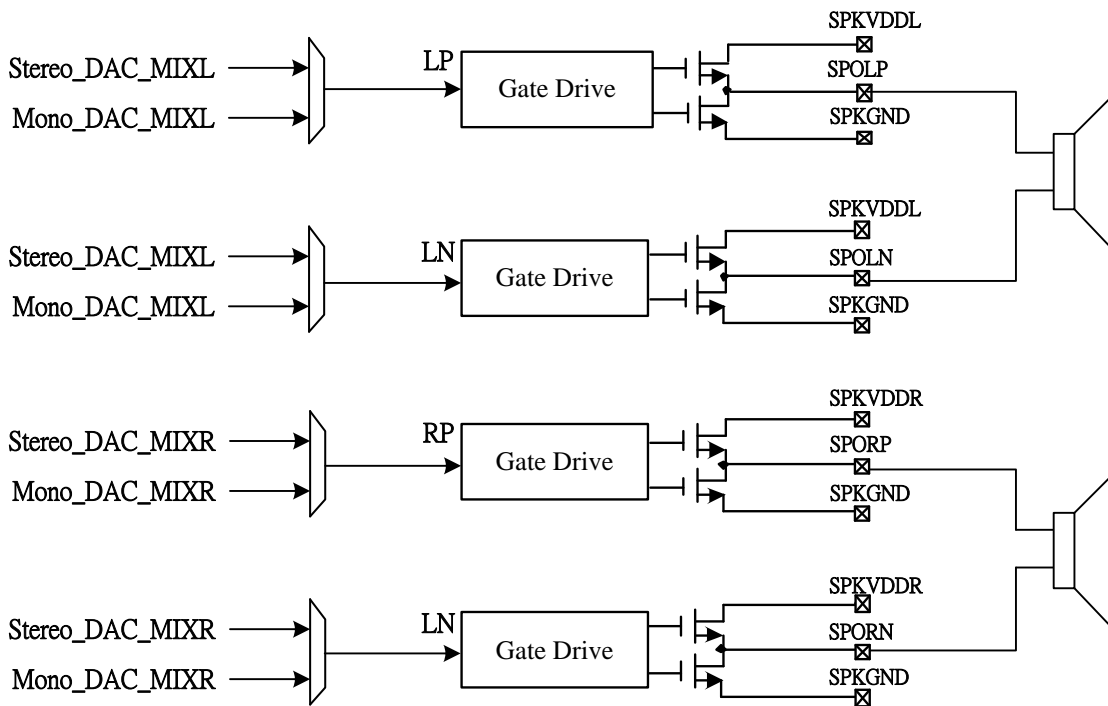 SPKVDDL
Stereo_DAC_MIXL
LP
Gate Drive
SPOLP
Mono_DAC_MIXL
SPKGND
SPKVDDL
Stereo_DAC_MIXL
LN
Gate Drive
SPOLN
Mono_DAC_MIXL
SPKGND
SPKVDDR
Stereo_DAC_MIXR
RP
Gate Drive
SPORP
Mono_DAC_MIXR
SPKGND
SPKVDDR
Stereo_DAC_MIXR
LN
Gate Drive
SPORN
Mono_DAC_MIXR
SPKGND